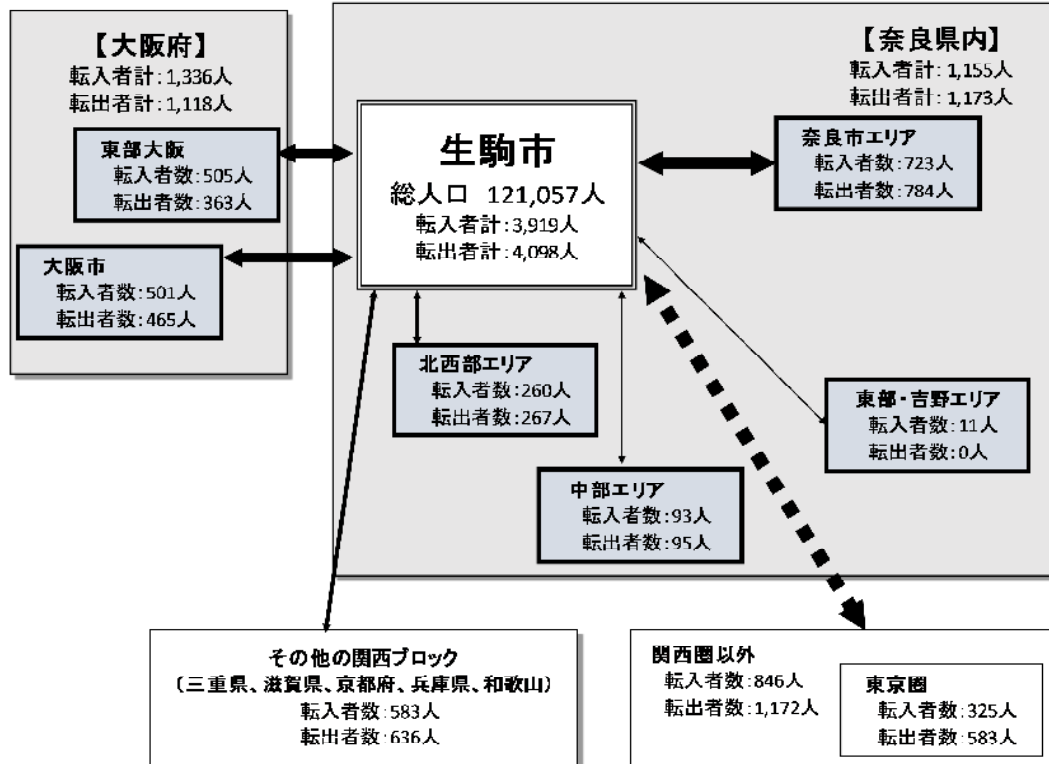 【大阪府】
転入者計:1,336人
転出者計:1,118人
東部大阪
転入者数:505人
転出者数:363人
大阪市
転入者数:501人
転出者数:465人
生駒市
総人口 121,057人
転入者計:3,919人
転出者計:4,098人
【奈良県内】
転入者計:1,155人
転出者計:1,173人
奈良市エリア
転入者数:723人
転出者数:784人
北西部エリア
転入者数:260人
転出者数:267人
東部・吉野エリア
転入者数:11人
転出者数:0人
中部エリア
転入者数:93人
転出者数:95人
その他の関西ブロック
(三重県、滋賀県、京都府、兵庫県、和歌山)
転入者数:583人
転出者数:636人
関西圏以外
転入者数:846人
転出者数:1,172人
東京圏
転入者数:325人
転出者数:583人